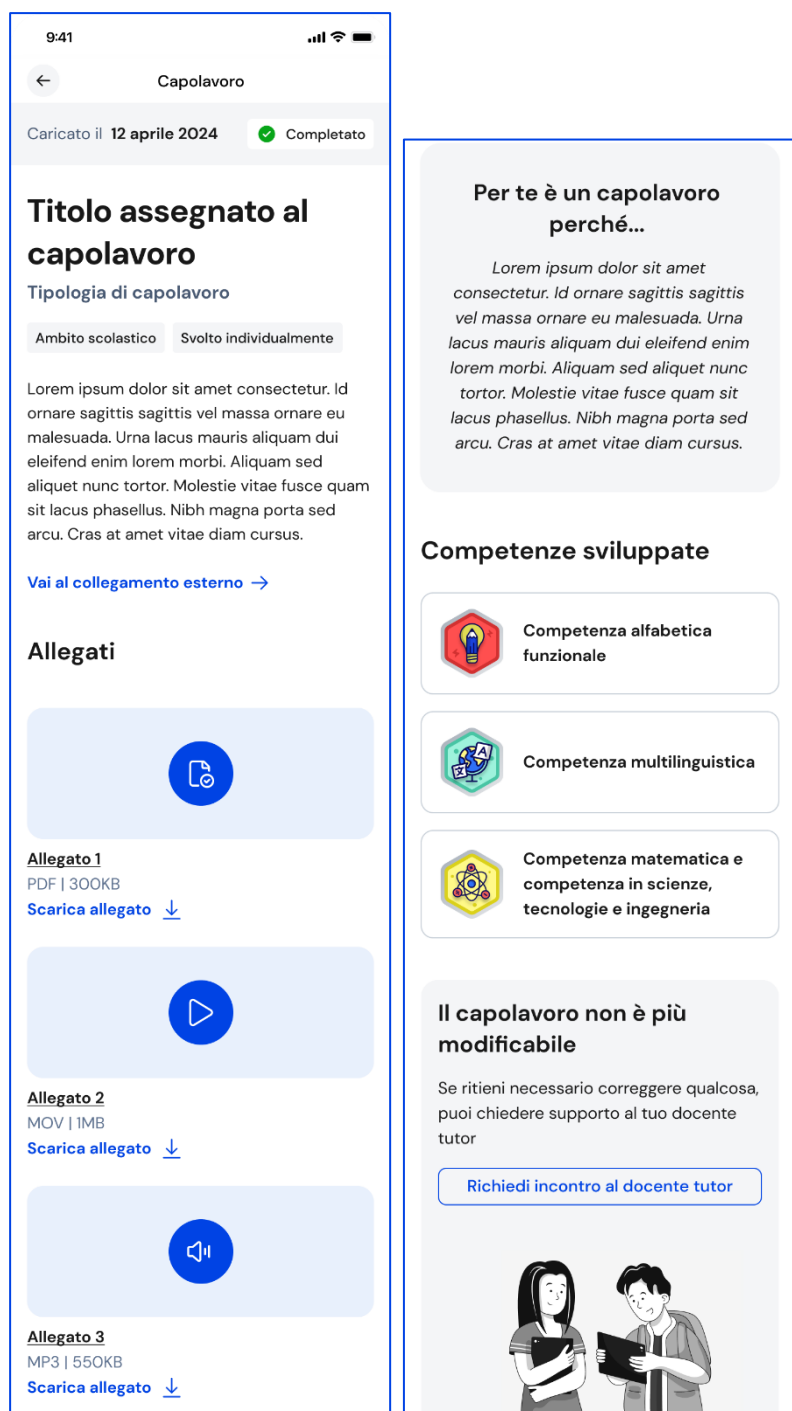 9:41
Capolavoro
Caricato il 12 aprile 2024
Completato
Titolo assegnato al
capolavoro
Tipologia di capolavoro
Ambito scolastico
Svolto individualmente
Lorem ipsum dolor sit amet consectetur. Id
ornare sagittis sagittis vel massa ornare eu
malesuada. Urna lacus mauris aliquam dui
eleifend enim lorem morbi. Aliquam sed
aliquet nunc tortor. Molestie vitae fusce quam
sit lacus phasellus. Nibh magna porta sed
arcu. Cras at amet vitae diam cursus.
Vai al collegamento esterno
Allegati
Allegato 1
PDF | 300KB
Scarica allegato
Allegato 2
MOV | 1MB
Scarica allegato
Allegato 3
MP3 | 550KB
Scarica allegato
Per te è un capolavoro
perché...
Lorem ipsum dolor sit amet
consectetur. Id ornare sagittis sagittis
vel massa ornare eu malesuada. Urna
lacus mauris aliquam dui eleifend enim
lorem morbi. Aliquam sed aliquet nunc
tortor. Molestie vitae fusce quam sit
lacus phasellus. Nibh magna porta sed
arcu. Cras at amet vitae diam cursus.
Competenze sviluppate
Competenza alfabetica
funzionale
A
文
Competenza multilinguistica
Competenza matematica e
competenza in scienze,
tecnologie e ingegneria
Il capolavoro non è più
modificabile
Se ritieni necessario correggere qualcosa,
puoi chiedere supporto al tuo docente
tutor
Richiedi incontro al docente tutor